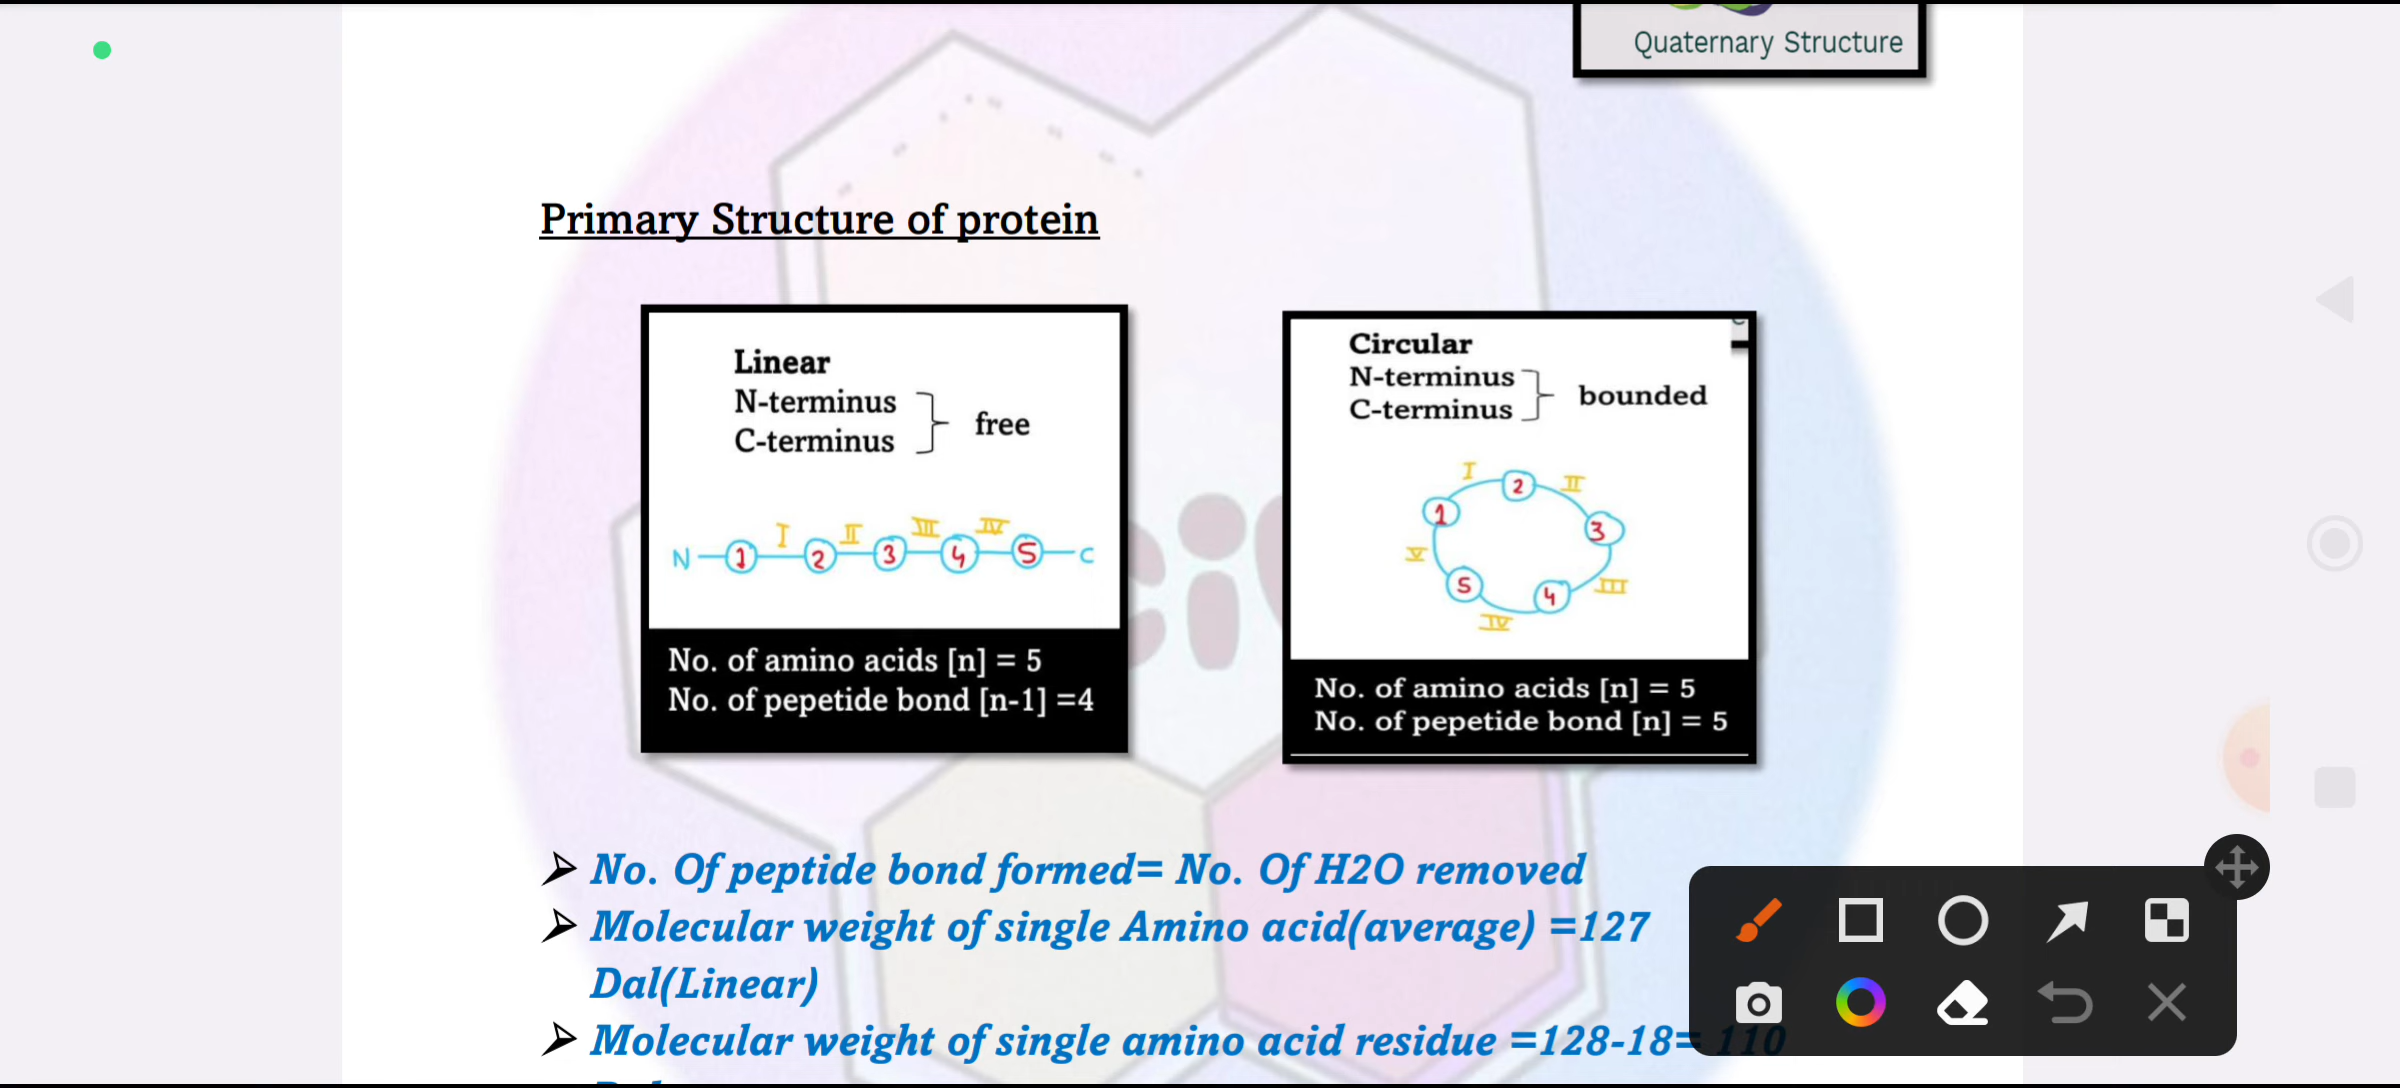 Quaternary Structure
Primary Structure of protein
Linear
N-terminus
C-terminus
free
N 1 I 2 II 3 III 4 IV 5 C
No. of amino acids [n] = 5
No. of pepetide bond [n-1] =4
Circular
N-terminus
C-terminus
bounded
I
2
II
1
3
V
5
4
III
IV
No. of amino acids [n] = 5
No. of pepetide bond [n] = 5
➢ No. Of peptide bond formed= No. Of H2O removed
➢ Molecular weight of single Amino acid(average) =127
Dal(Linear)
➢ Molecular weight of single amino acid residue =128-18= 110